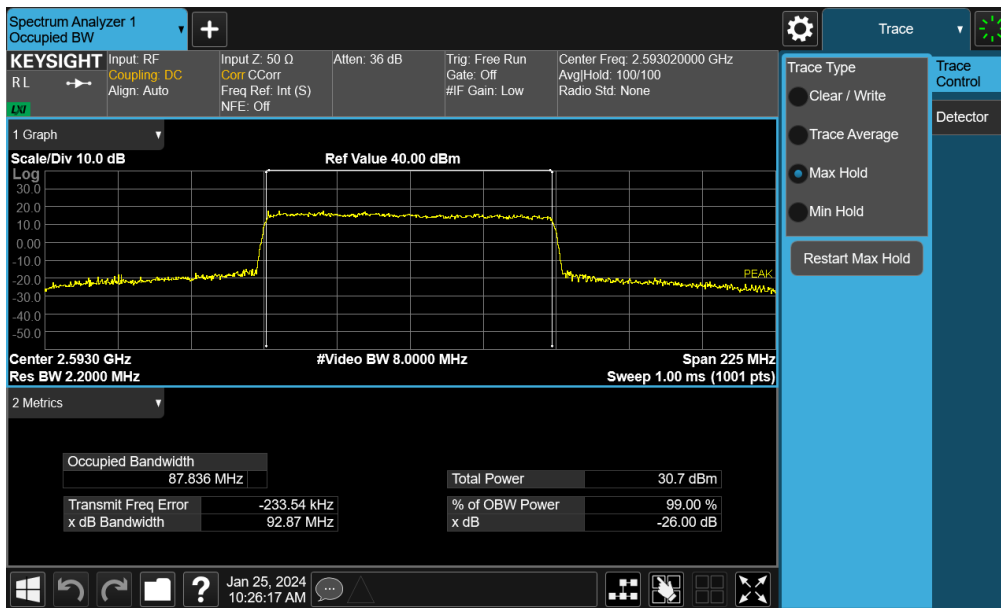 Spectrum Analyzer 1
Occupied BW
Trace
KEYSIGHT
R L
LXI
Input: RF
Coupling: DC
Align: Auto
Input Z: 50 Ω
Corr CCorr
Freq Ref: Int (S)
NFE: Off
Atten: 36 dB
Trig: Free Run
Gate: Off
#IF Gain: Low
Center Freq: 2.593020000 GHz
Avg|Hold: 100/100
Radio Std: None
Trace Type
Clear / Write
Trace Average
Max Hold
Min Hold
Restart Max Hold
Trace
Control
Detector
1 Graph
Scale/Div 10.0 dB
Ref Value 40.00 dBm
Log
30.0
20.0
10.0
0.00
-10.0
-20.0
-30.0
-40.0
-50.0
PEAK
Center 2.5930 GHz
#Video BW 8.0000 MHz
Span 225 MHz
Res BW 2.2000 MHz
Sweep 1.00 ms (1001 pts)
2 Metrics
Occupied Bandwidth
87.836 MHz
Total Power 30.7 dBm
Transmit Freq Error -233.54 kHz
% of OBW Power 99.00 %
x dB Bandwidth 92.87 MHz
x dB -26.00 dB
?
Jan 25, 2024
10:26:17 AM